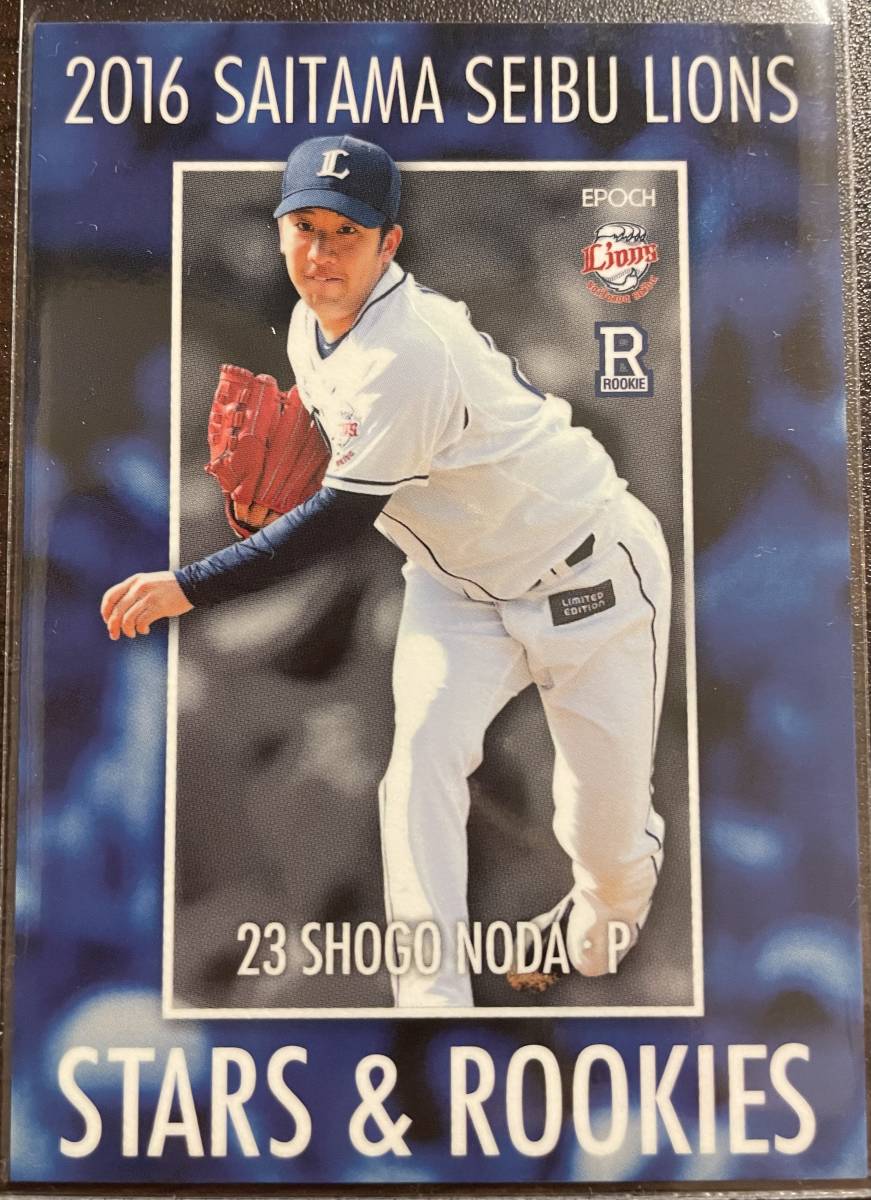 2016 SAITAMA SEIBU LIONS
L
EPOCH
Lions
R
ROOKIE
LIMITED
EDITION
23 SHOGO NODA・P
STARS & ROOKIES